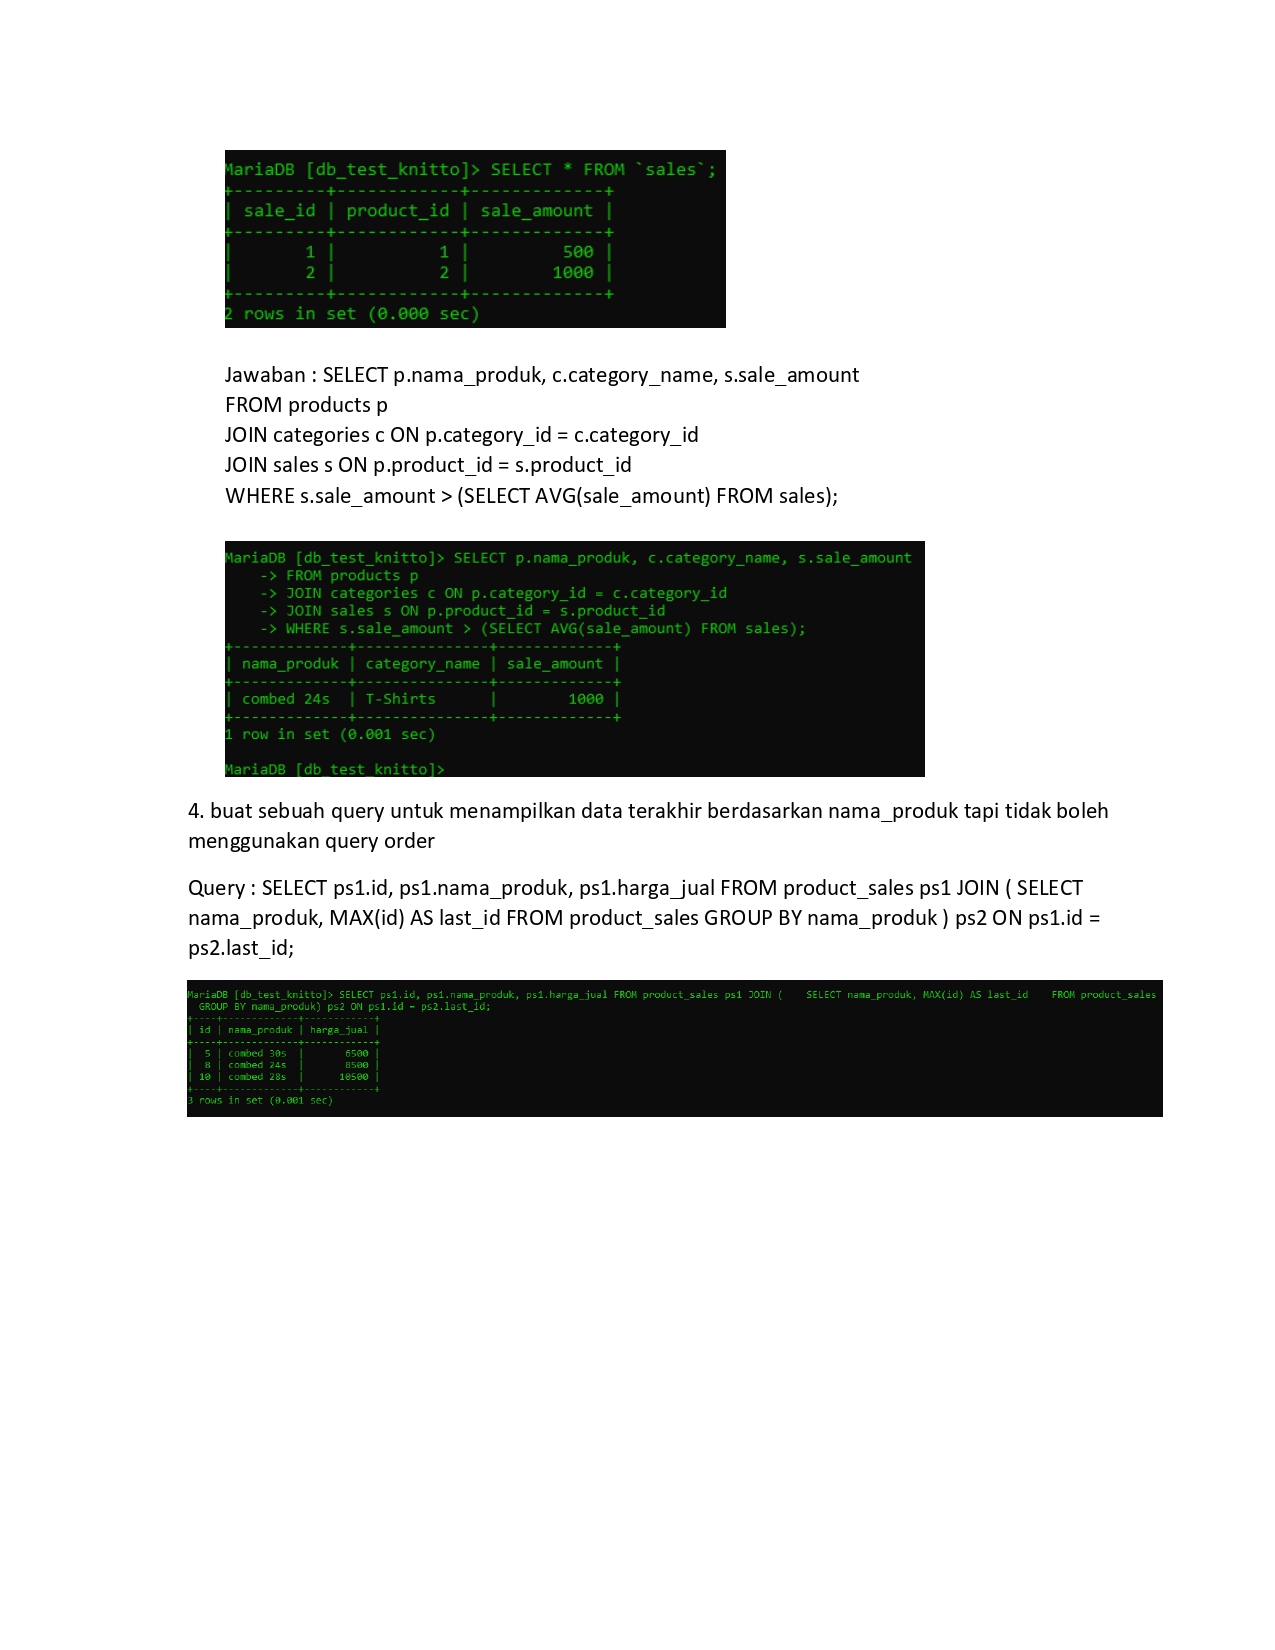 MariaDB [db_test_knitto]> SELECT * FROM `sales`;
+---------+------------+-------------+
| sale_id | product_id | sale_amount |
+---------+------------+-------------+
|       1 |          1 |         500 |
|       2 |          2 |        1000 |
+---------+------------+-------------+
2 rows in set (0.000 sec)
Jawaban : SELECT p.nama_produk, c.category_name, s.sale_amount
FROM products p
JOIN categories c ON p.category_id = c.category_id
JOIN sales s ON p.product_id = s.product_id
WHERE s.sale_amount > (SELECT AVG(sale_amount) FROM sales);
MariaDB [db_test_knitto]> SELECT p.nama_produk, c.category_name, s.sale_amount
    -> FROM products p
    -> JOIN categories c ON p.category_id = c.category_id
    -> JOIN sales s ON p.product_id = s.product_id
    -> WHERE s.sale_amount > (SELECT AVG(sale_amount) FROM sales);
+-------------+---------------+-------------+
| nama_produk | category_name | sale_amount |
+-------------+---------------+-------------+
| combed 24s  | T-Shirts      |        1000 |
+-------------+---------------+-------------+
1 row in set (0.001 sec)
MariaDB [db_test_knitto]>
4. buat sebuah query untuk menampilkan data terakhir berdasarkan nama_produk tapi tidak boleh
menggunakan query order
Query : SELECT ps1.id, ps1.nama_produk, ps1.harga_jual FROM product_sales ps1 JOIN ( SELECT
nama_produk, MAX(id) AS last_id FROM product_sales GROUP BY nama_produk ) ps2 ON ps1.id =
ps2.last_id;
MariaDB [db_test_knitto]> SELECT ps1.id, ps1.nama_produk, ps1.harga_jual FROM product_sales ps1 JOIN (    SELECT nama_produk, MAX(id) AS last_id    FROM product_sales
  GROUP BY nama_produk) ps2 ON ps1.id = ps2.last_id;
+----+-------------+------------+
| id | nama_produk | harga_jual |
+----+-------------+------------+
|  5 | combed 30s  |       6500 |
|  8 | combed 24s  |       8500 |
| 10 | combed 28s  |      10500 |
+----+-------------+------------+
3 rows in set (0.001 sec)